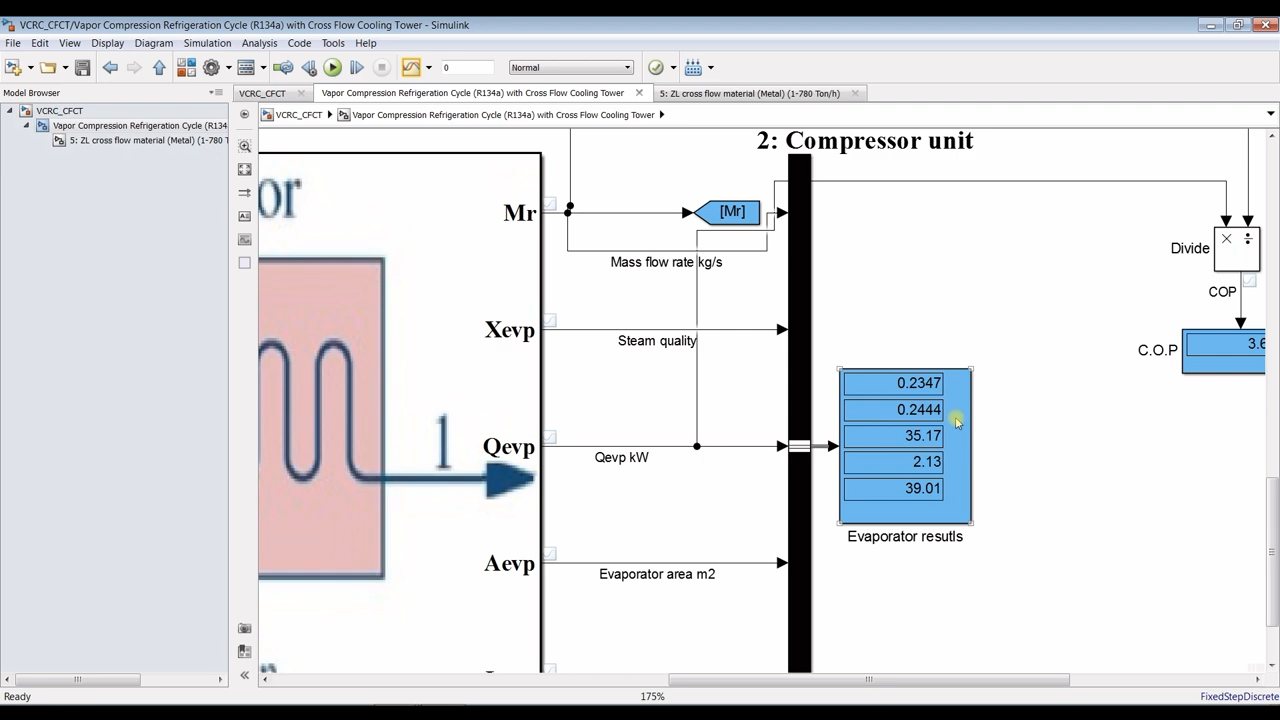 VCRC_CFCT/Vapor Compression Refrigeration Cycle (R134a) with Cross Flow Cooling Tower - Simulink
File Edit View Display Diagram Simulation Analysis Code Tools Help
0 Normal
Model Browser
VCRC_CFCT Vapor Compression Refrigeration Cycle (R134a) with Cross Flow Cooling Tower 5: ZL cross flow material (Metal) (1-780 Ton/h)
VCRC_CFCT
Vapor Compression Refrigeration Cycle (R134
5: ZL cross flow material (Metal) (1-780 T
VCRC_CFCT Vapor Compression Refrigeration Cycle (R134a) with Cross Flow Cooling Tower
2: Compressor unit
or
Mr
[Mr]
Mass flow rate kg/s
Divide
COP
C.O.P
3.6
Xevp
Steam quality
0.2347
0.2444
35.17
2.13
39.01
Evaporator resutls
1
Qevp
Qevp kW
Aevp
Evaporator area m2
Ready
175%
FixedStepDiscrete